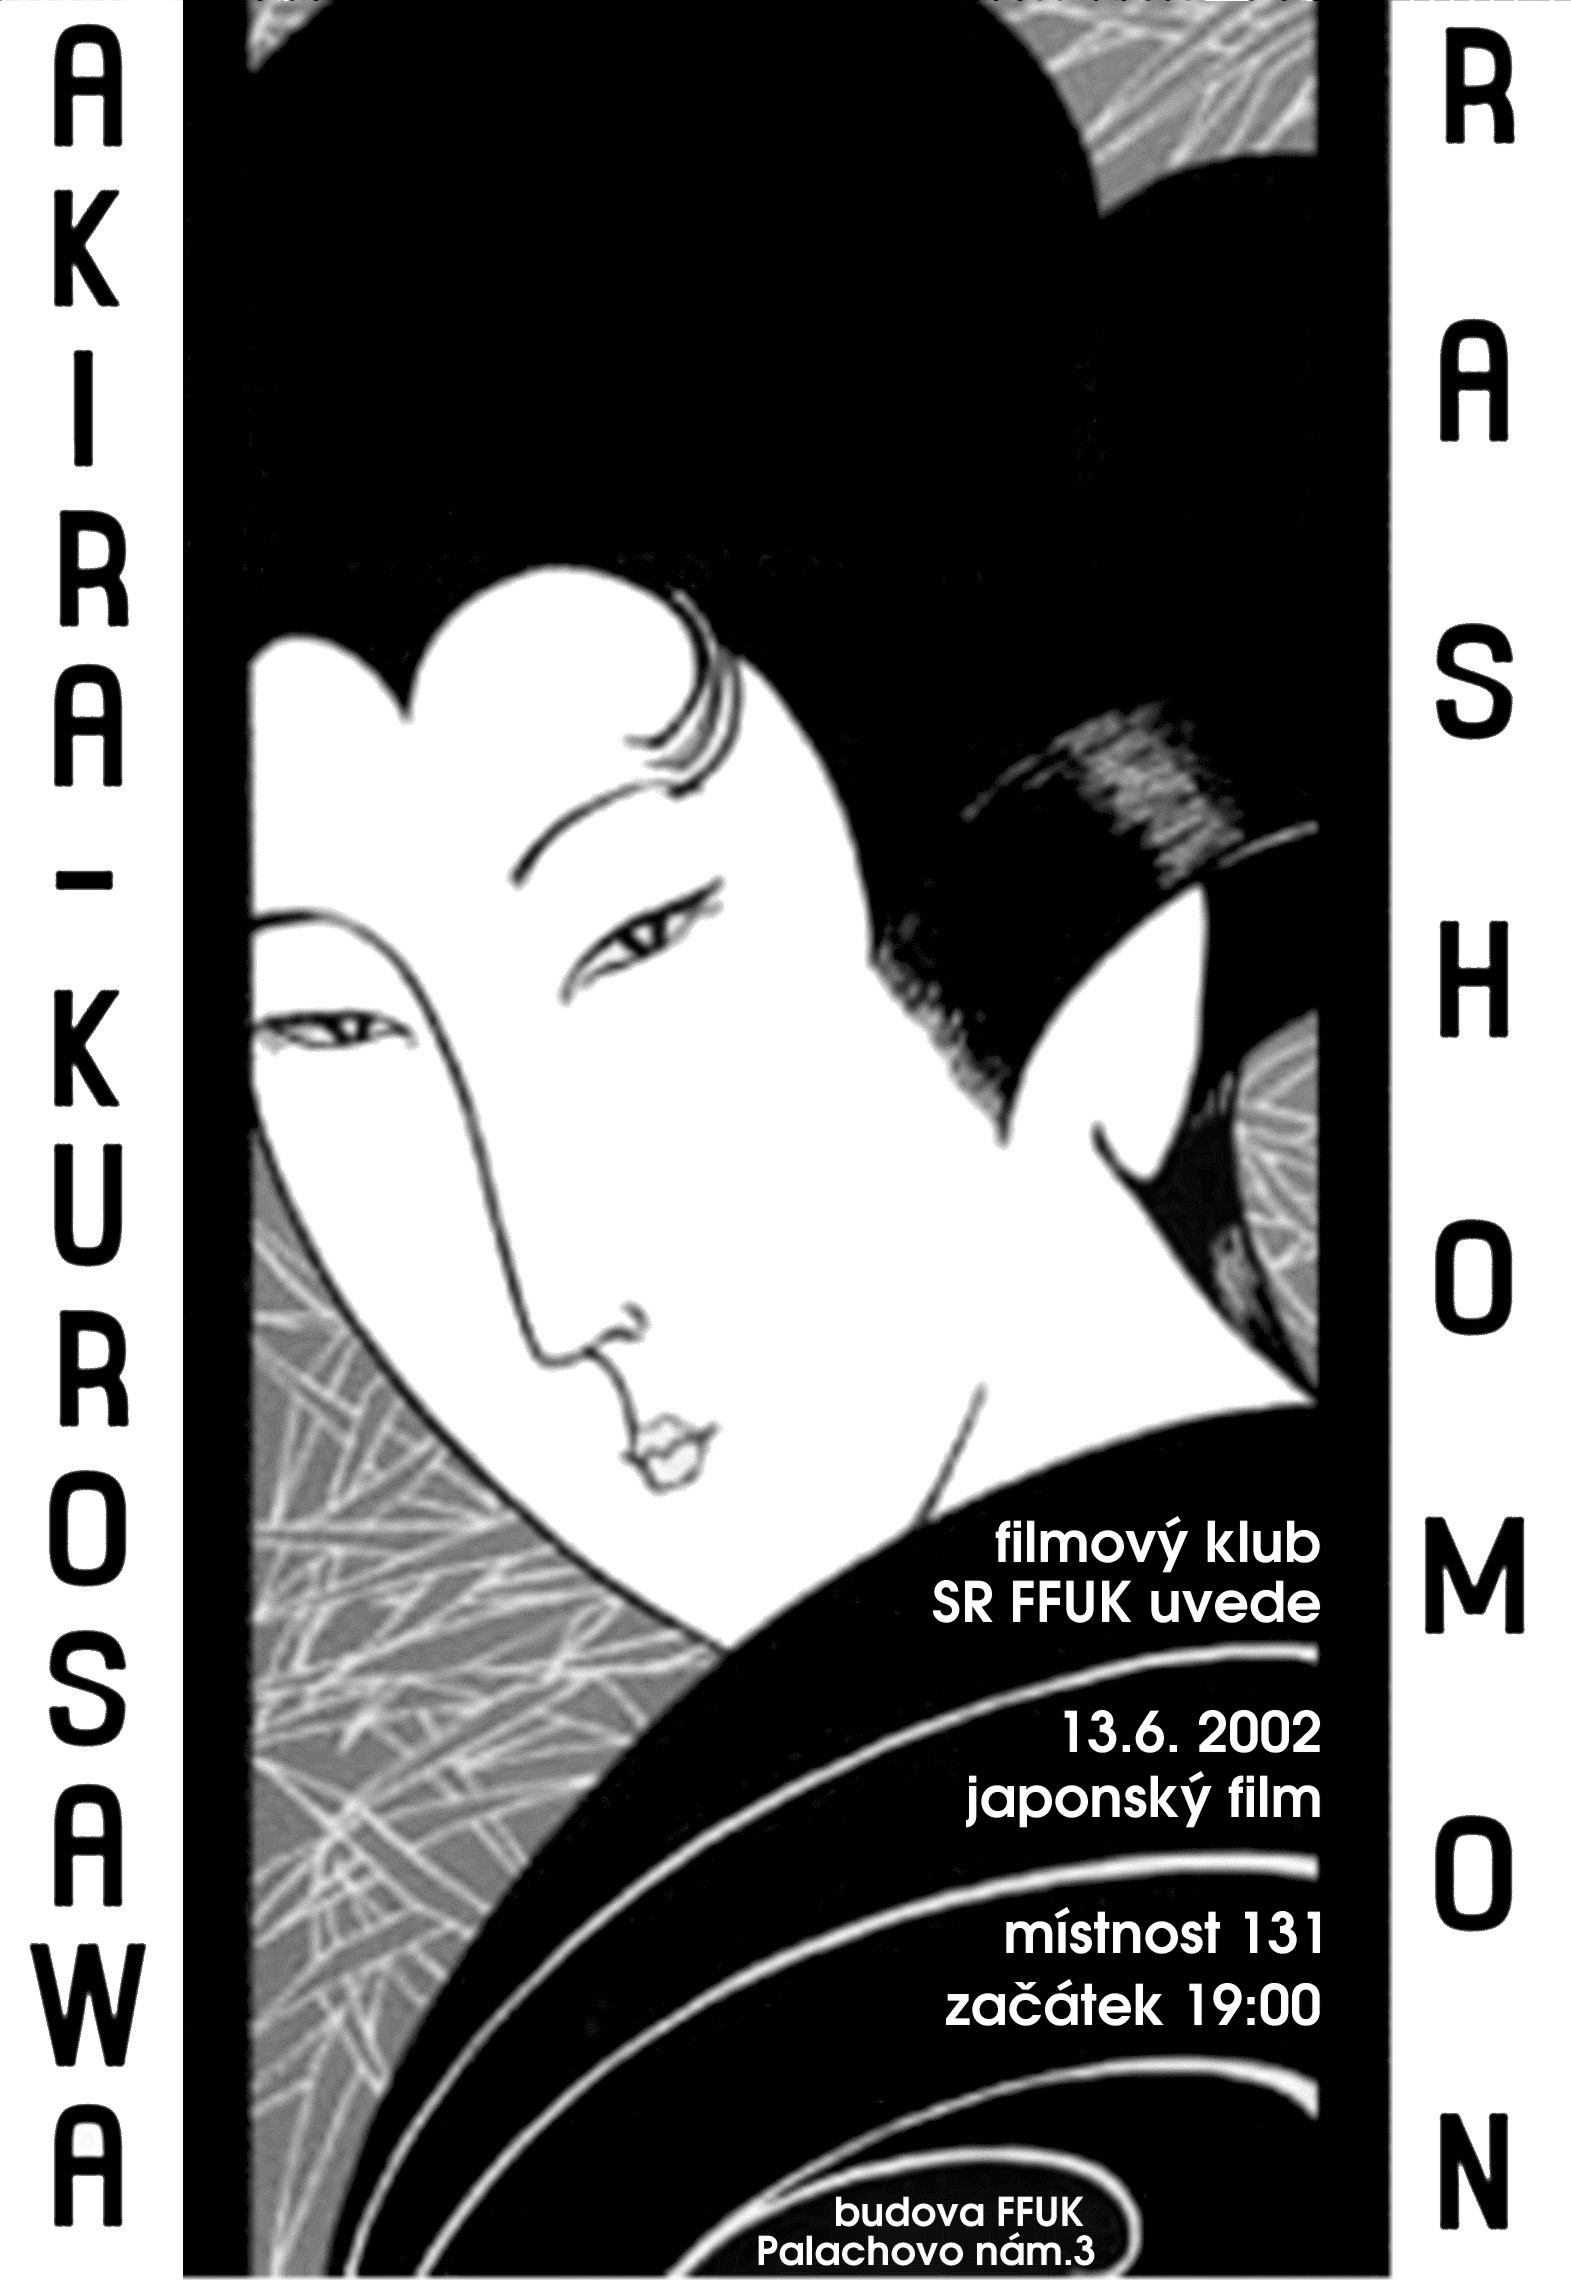 AKIRA-KUROSAWA
RASHOMON
filmový klub
SR FFUK uvede
13.6. 2002
japonský film
místnost 131
začátek 19:00
budova FFUK
Palachovo nám.3